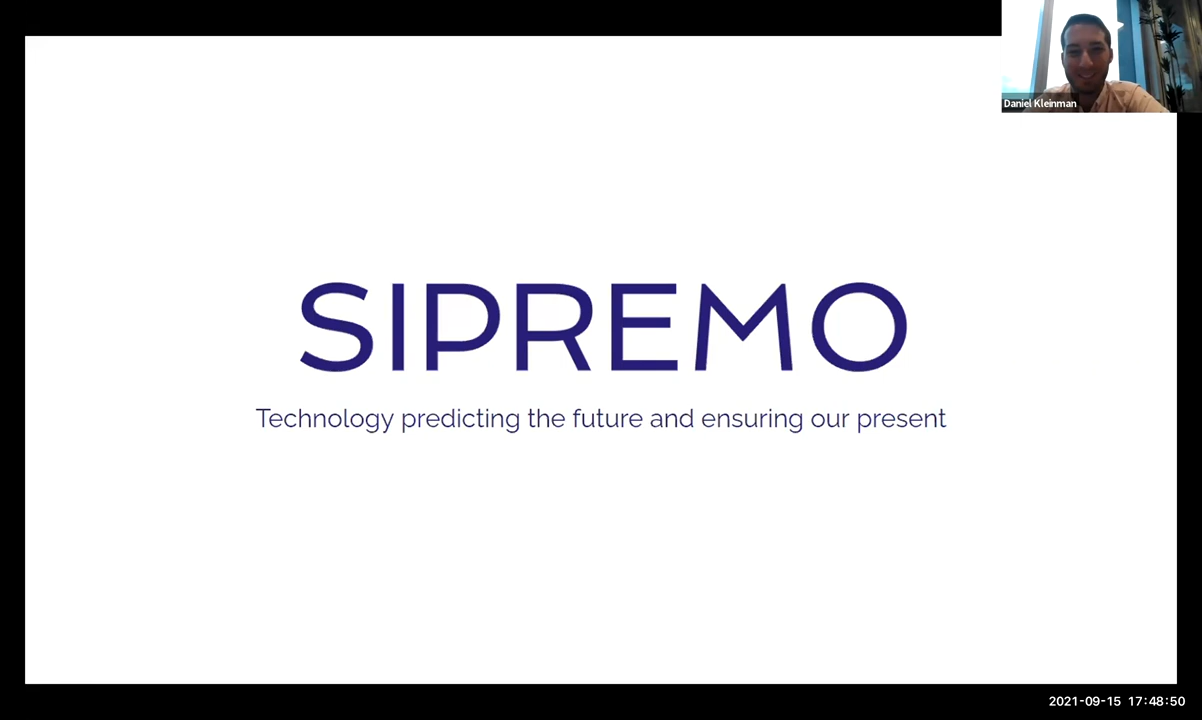 Daniel Kleinman
SIPREMO
Technology predicting the future and ensuring our present
2021-09-15 17:48:50